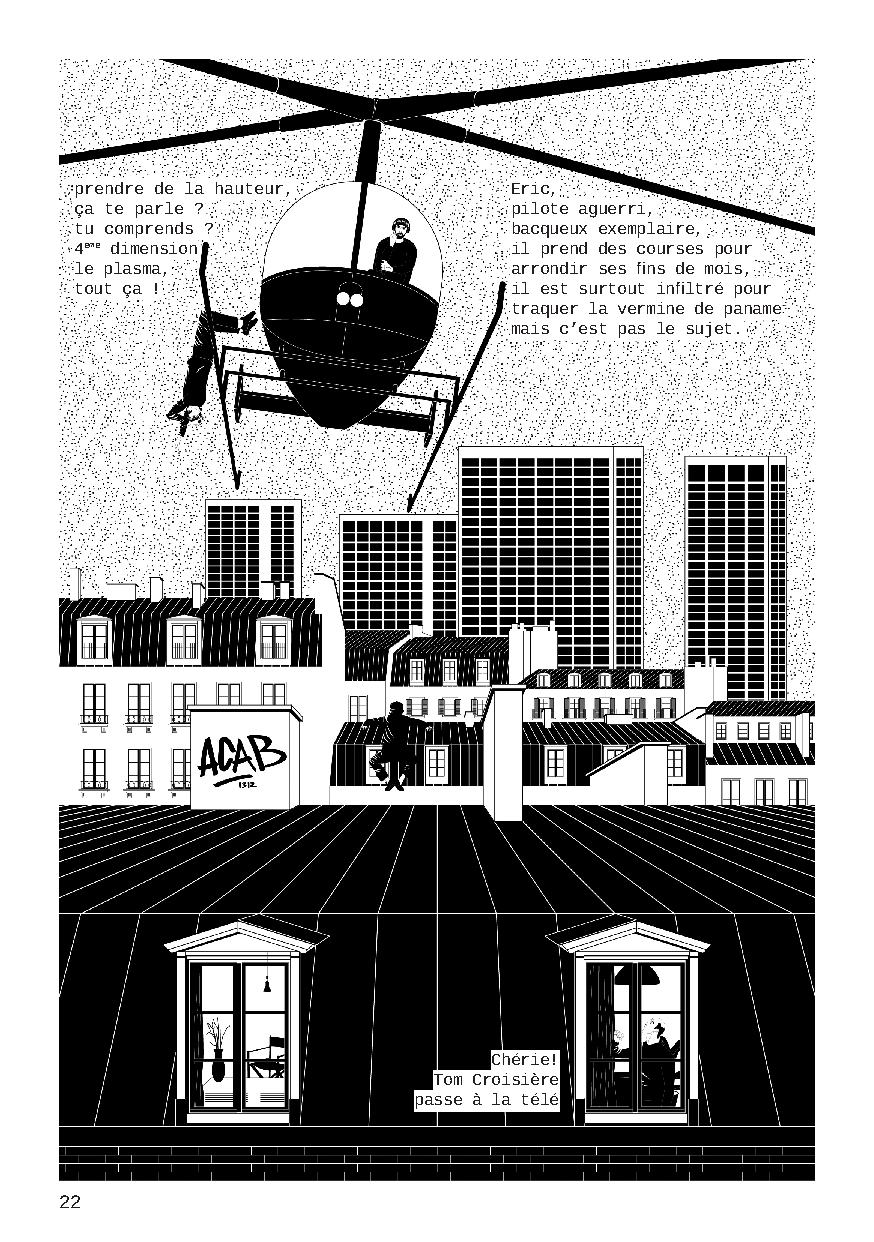 prendre de la hauteur,
ça te parle ?
tu comprends ?
4ᵉᵐᵉ dimension
le plasma,
tout ça !
Eric,
pilote aguerri,
bacqueux exemplaire,
il prend des courses pour
arrondir ses fins de mois,
il est surtout infiltré pour
traquer la vermine de paname
mais c’est pas le sujet.
ACAB
1312
Chérie!
Tom Croisière
passe à la télé
22